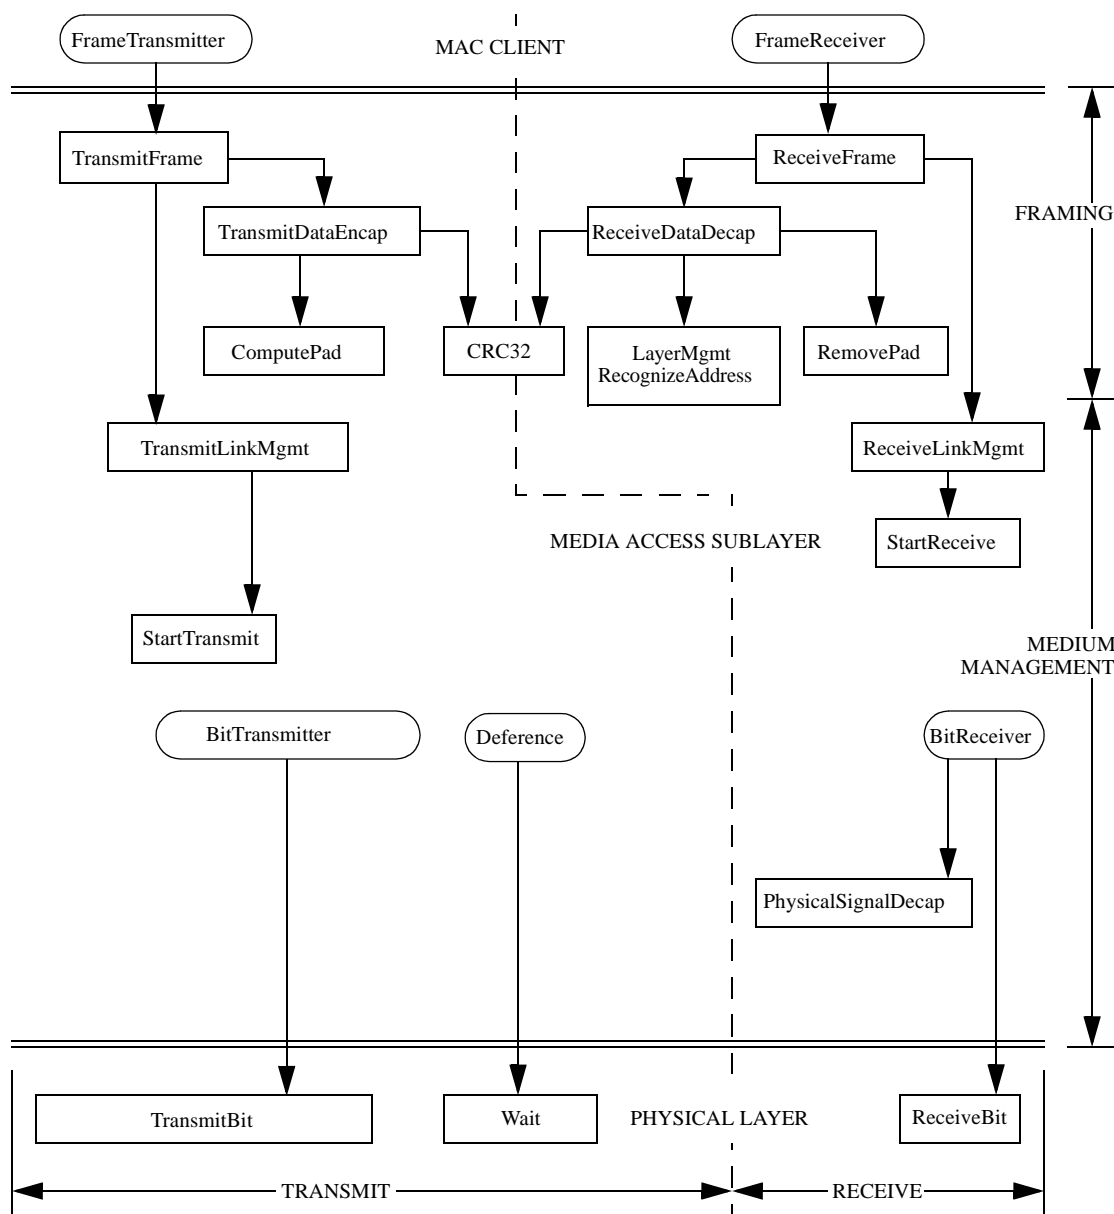 FrameTransmitter
MAC CLIENT
FrameReceiver
TransmitFrame
ReceiveFrame
FRAMING
TransmitDataEncap
ReceiveDataDecap
ComputePad
CRC32
LayerMgmt
RecognizeAddress
RemovePad
TransmitLinkMgmt
ReceiveLinkMgmt
MEDIA ACCESS SUBLAYER
StartReceive
StartTransmit
MEDIUM
MANAGEMENT
BitTransmitter
Deference
BitReceiver
PhysicalSignalDecap
TransmitBit
Wait
PHYSICAL LAYER
ReceiveBit
TRANSMIT
RECEIVE